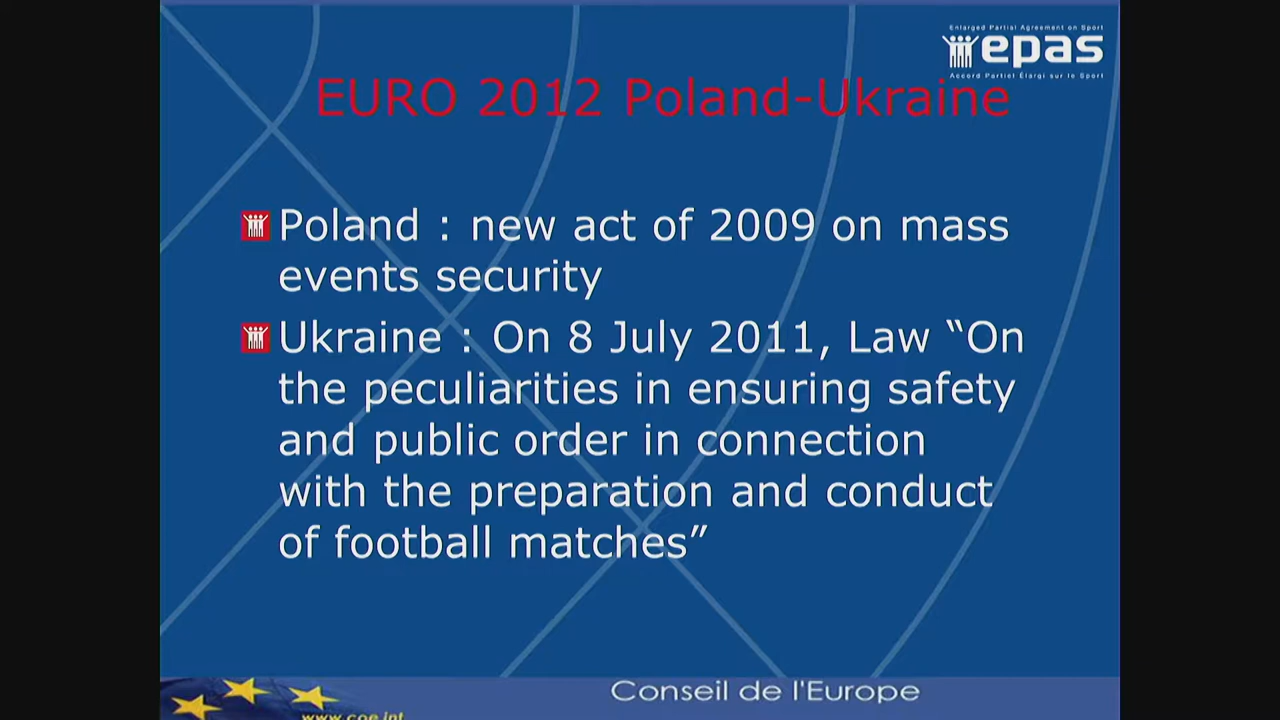 Enlarged Partial Agreement on Sport
epas
Accord Partiel Élargi sur le Sport
EURO 2012 Poland-Ukraine
Poland : new act of 2009 on mass
events security
Ukraine : On 8 July 2011, Law “On
the peculiarities in ensuring safety
and public order in connection
with the preparation and conduct
of football matches”
Conseil de l'Europe
www.coe.int